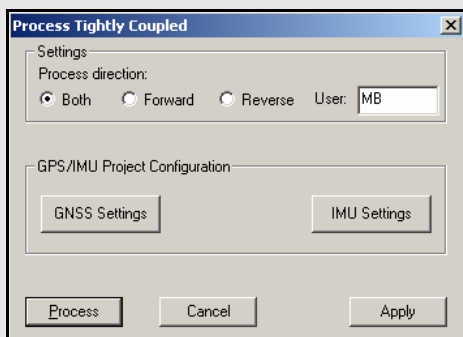 Process Tightly Coupled
Settings
Process direction:
Both Forward Reverse User: MB
GPS/IMU Project Configuration
GNSS Settings IMU Settings
Process Cancel Apply